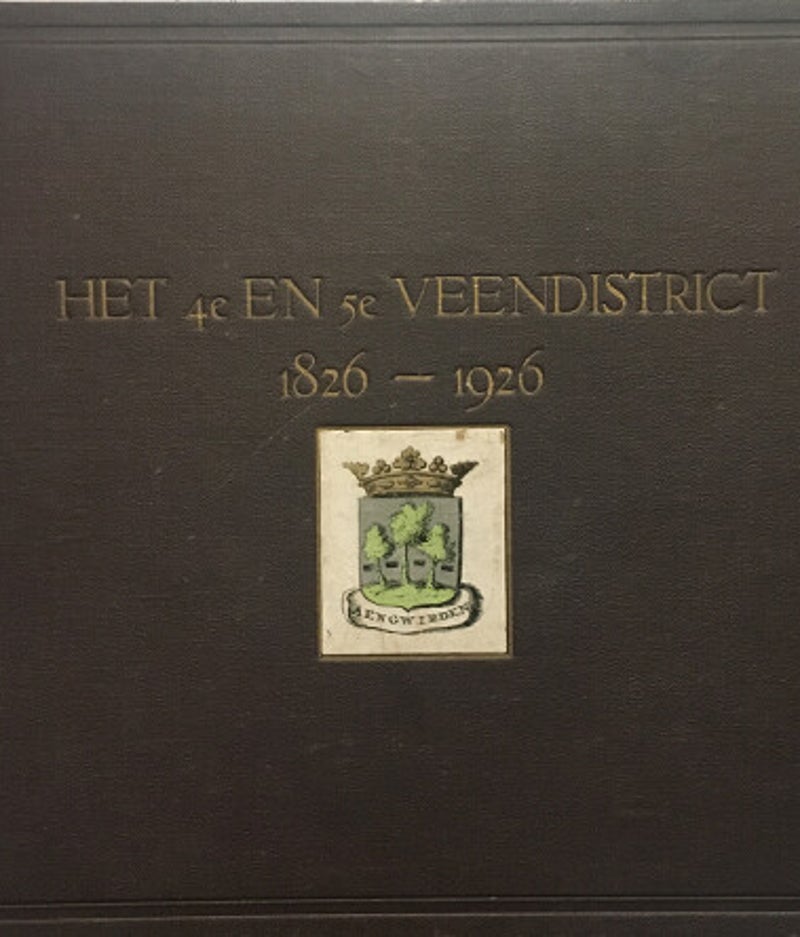 HET 4e EN 5e VEENDISTRICT
1826 — 1926
AENGWIRDEN